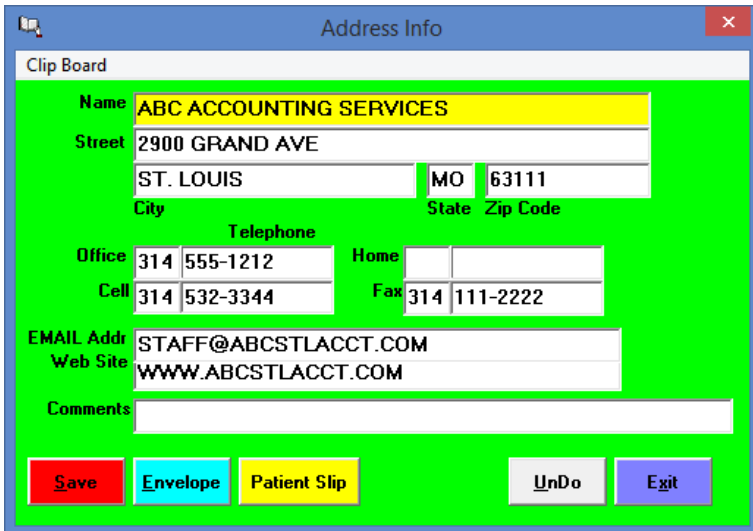 Address Info
Clip Board
Name ABC ACCOUNTING SERVICES
Street 2900 GRAND AVE
ST. LOUIS MO 63111
City State Zip Code
Telephone
Office 314 555-1212 Home
Cell 314 532-3344 Fax 314 111-2222
EMAIL Addr STAFF@ABCSTLACCT.COM
Web Site WWW.ABCSTLACCT.COM
Comments
Save Envelope Patient Slip UnDo Exit